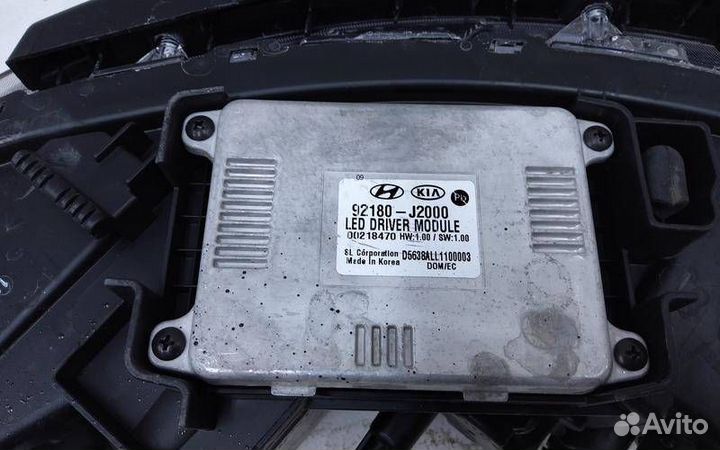 09
KIA
92180-J2000
LED DRIVER MODULE
00218470 HW:1.00 / SW:1.00
SL Corporation D5638ALL1100003
Made In Korea DOM/EC
Avito